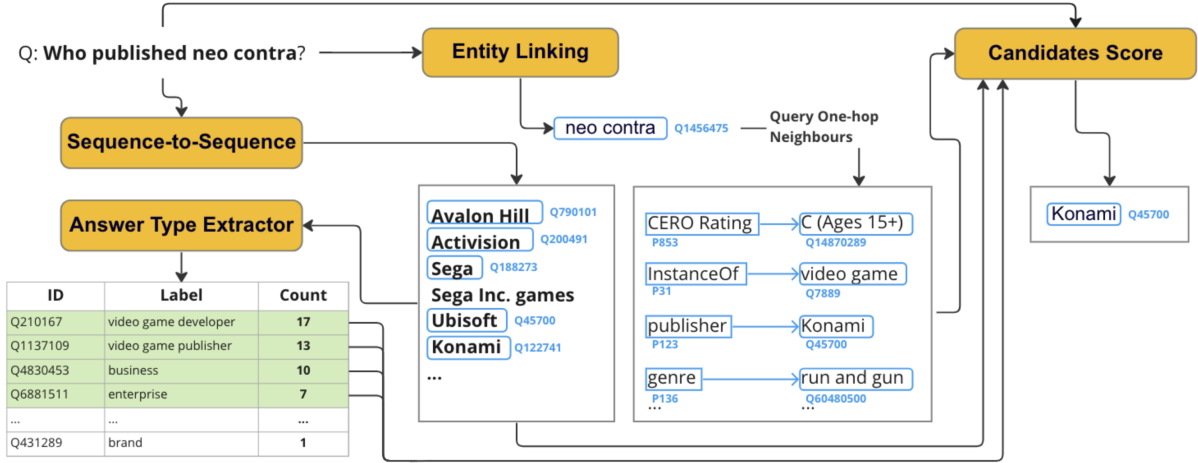 Q: Who published neo contra?
Entity Linking
Candidates Score
neo contra Q1456475
Query One-hop
Neighbours
Sequence-to-Sequence
Answer Type Extractor
Avalon Hill Q790101
Activision Q200491
Sega Q188273
Sega Inc. games
Ubisoft Q45700
Konami Q122741
...
CERO Rating C (Ages 15+)
P853 Q14870289
InstanceOf video game
P31 Q7889
publisher Konami
P123 Q45700
genre run and gun
P136 Q60480500
... ...
Konami Q45700
ID Label Count
Q210167 video game developer 17
Q1137109 video game publisher 13
Q4830453 business 10
Q6881511 enterprise 7
... ... ...
Q431289 brand 1